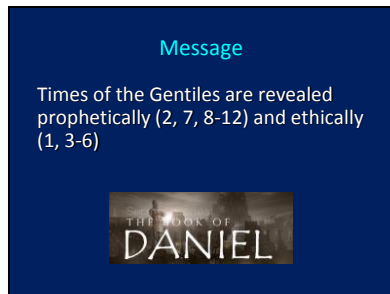 Message
Times of the Gentiles are revealed
prophetically (2, 7, 8-12) and ethically
(1, 3-6)
THE BOOK OF
DANIEL